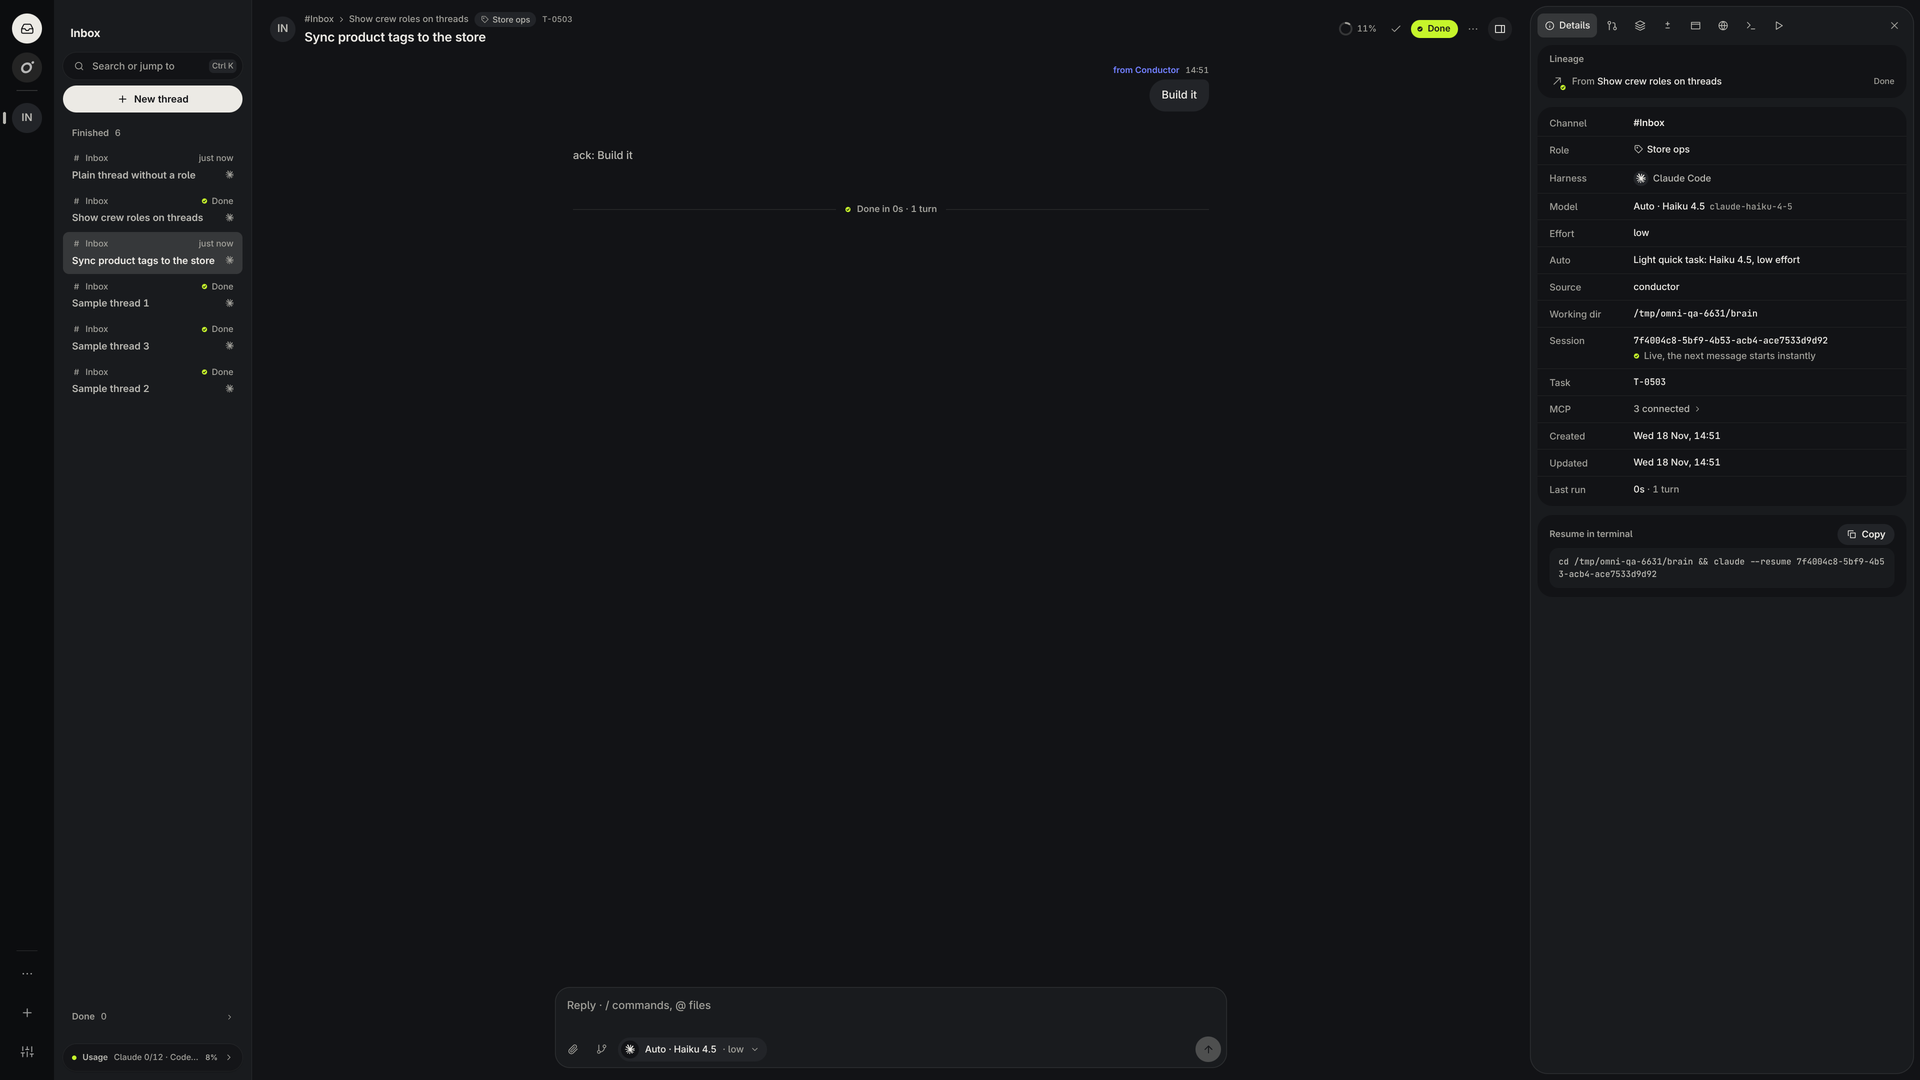 IN
Inbox
Search or jump to Ctrl K
New thread
Finished 6
# Inbox just now
Plain thread without a role
# Inbox Done
Show crew roles on threads
# Inbox just now
Sync product tags to the store
# Inbox Done
Sample thread 1
# Inbox Done
Sample thread 3
# Inbox Done
Sample thread 2
Done 0
Usage Claude 0/12 · Code... 8%
IN
#Inbox › Show crew roles on threads Store ops T-0503
Sync product tags to the store
11% Done
from Conductor 14:51
Build it
ack: Build it
Done in 0s · 1 turn
Reply · / commands, @ files
Auto · Haiku 4.5 · low
Details
Lineage
From Show crew roles on threads Done
Channel #Inbox
Role Store ops
Harness Claude Code
Model Auto · Haiku 4.5 claude-haiku-4-5
Effort low
Auto Light quick task: Haiku 4.5, low effort
Source conductor
Working dir /tmp/omni-qa-6631/brain
Session 7f4004c8-5bf9-4b53-acb4-ace7533d9d92
Live, the next message starts instantly
Task T-0503
MCP 3 connected ›
Created Wed 18 Nov, 14:51
Updated Wed 18 Nov, 14:51
Last run 0s · 1 turn
Resume in terminal Copy
cd /tmp/omni-qa-6631/brain && claude --resume 7f4004c8-5bf9-4b5
3-acb4-ace7533d9d92